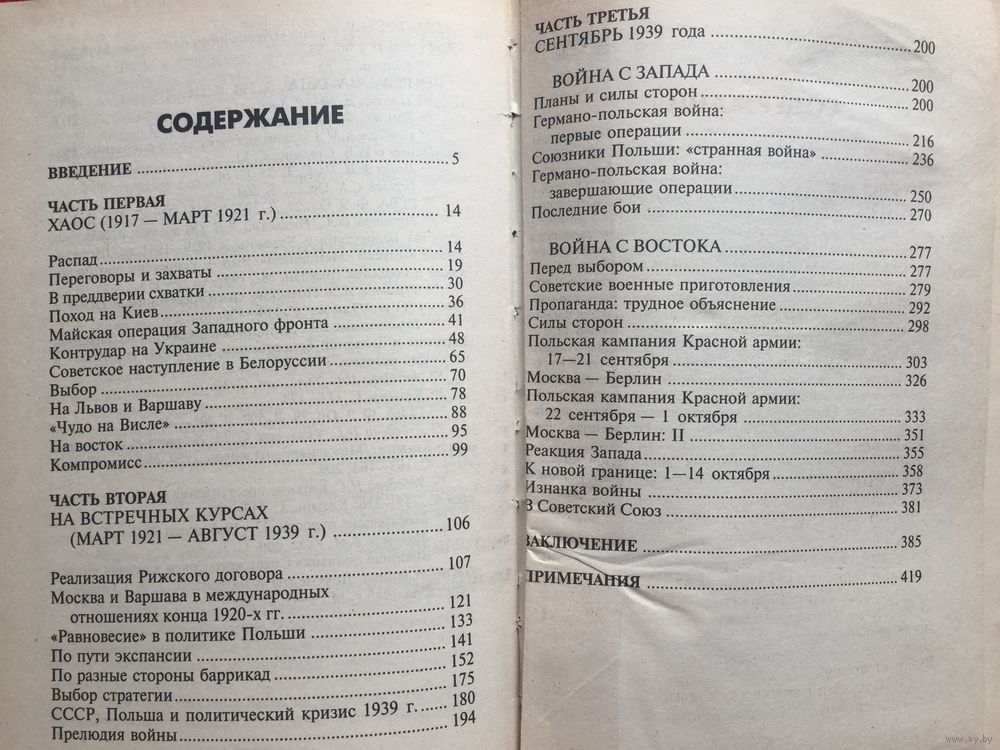 СОДЕРЖАНИЕ
ВВЕДЕНИЕ ........ 5
ЧАСТЬ ПЕРВАЯ
ХАОС (1917 — МАРТ 1921 г.) ........ 14
Распад ........ 14
Переговоры и захваты ........ 19
В преддверии схватки ........ 30
Поход на Киев ........ 36
Майская операция Западного фронта ........ 41
Контрудар на Украине ........ 48
Советское наступление в Белоруссии ........ 65
Выбор ........ 70
На Львов и Варшаву ........ 78
«Чудо на Висле» ........ 88
На восток ........ 95
Компромисс ........ 99
ЧАСТЬ ВТОРАЯ
НА ВСТРЕЧНЫХ КУРСАХ
(МАРТ 1921 — АВГУСТ 1939 г.) ........ 106
Реализация Рижского договора ........ 107
Москва и Варшава в международных
отношениях конца 1920-х гг. ........ 121
«Равновесие» в политике Польши ........ 133
По пути экспансии ........ 141
По разные стороны баррикад ........ 152
Выбор стратегии ........ 175
СССР, Польша и политический кризис 1939 г. ........ 180
Прелюдия войны ........ 194
ЧАСТЬ ТРЕТЬЯ
СЕНТЯБРЬ 1939 года ........ 200
ВОЙНА С ЗАПАДА ........ 200
Планы и силы сторон ........ 200
Германо-польская война:
первые операции ........ 216
Союзники Польши: «странная война» ........ 236
Германо-польская война:
завершающие операции ........ 250
Последние бои ........ 270
ВОЙНА С ВОСТОКА ........ 277
Перед выбором ........ 277
Советские военные приготовления ........ 279
Пропаганда: трудное объяснение ........ 292
Силы сторон ........ 298
Польская кампания Красной армии:
17—21 сентября ........ 303
Москва — Берлин ........ 326
Польская кампания Красной армии:
22 сентября — 1 октября ........ 333
Москва — Берлин: II ........ 351
Реакция Запада ........ 355
К новой границе: 1—14 октября ........ 358
Изнанка войны ........ 373
В Советский Союз ........ 381
ЗАКЛЮЧЕНИЕ ........ 385
ПРИМЕЧАНИЯ ........ 419
www.ay.by